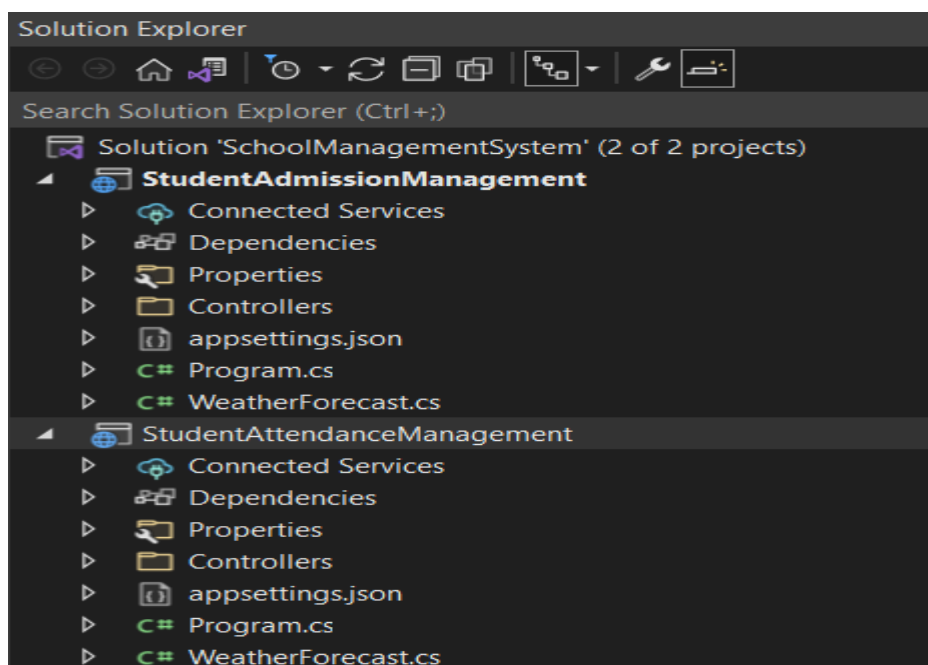 Solution Explorer
Search Solution Explorer (Ctrl+;)
Solution 'SchoolManagementSystem' (2 of 2 projects)
StudentAdmissionManagement
Connected Services
Dependencies
Properties
Controllers
appsettings.json
C# Program.cs
C# WeatherForecast.cs
StudentAttendanceManagement
Connected Services
Dependencies
Properties
Controllers
appsettings.json
C# Program.cs
C# WeatherForecast.cs